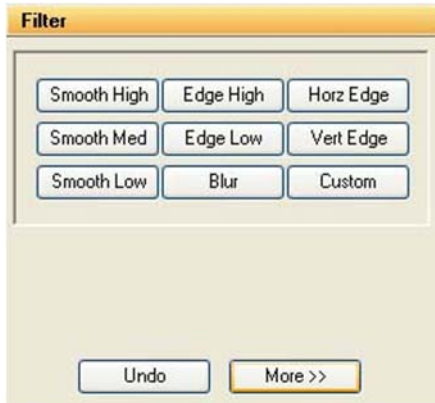 Filter
Smooth High Edge High Horz Edge
Smooth Med Edge Low Vert Edge
Smooth Low Blur Custom
Undo More >>